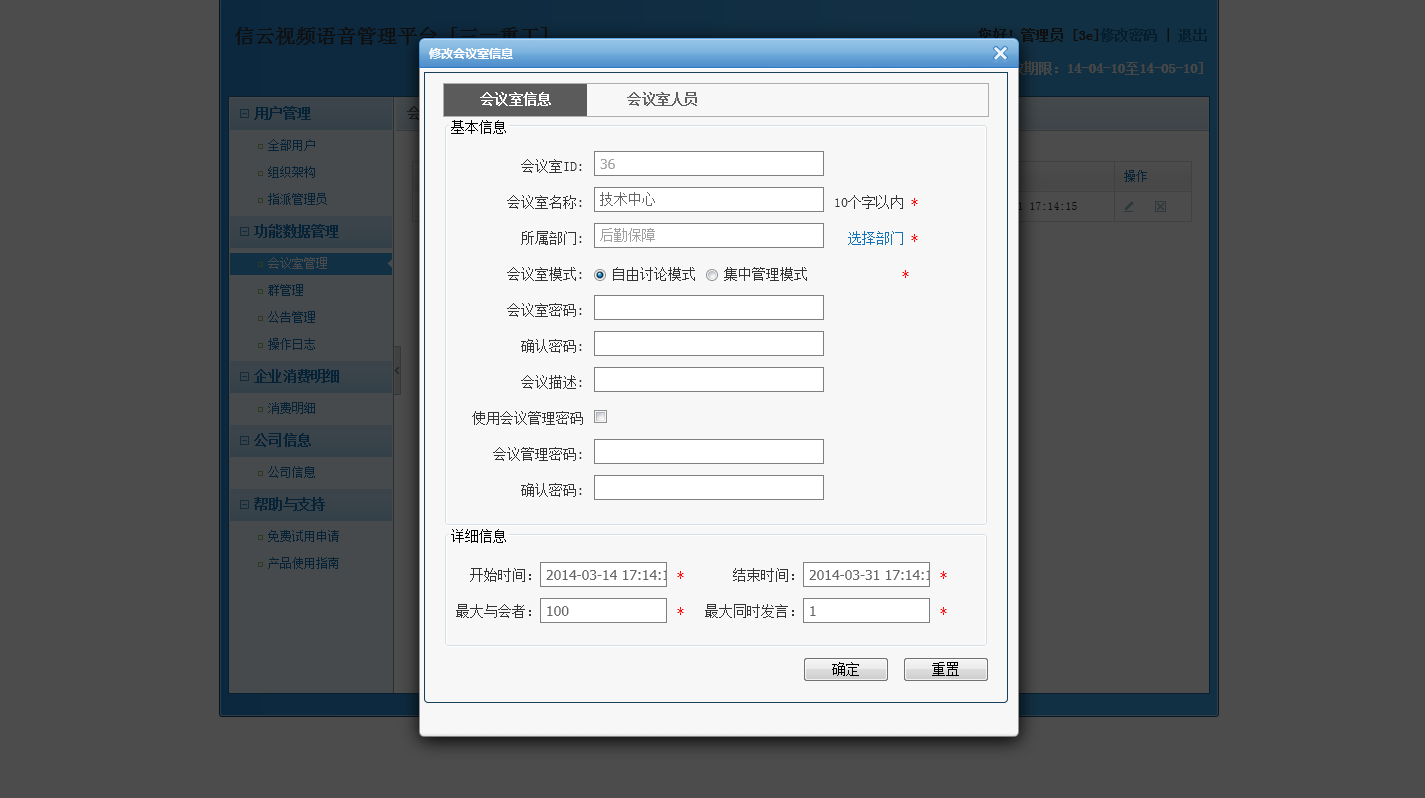 信云视频语音管理平台 [三一重工]
您好! 管理员 [3e]修改密码 | 退出
期限: 14-04-10至14-05-10]
修改会议室信息
会议室信息 会议室人员
用户管理
全部用户
组织架构
指派管理员
功能数据管理
会议室管理
群管理
公告管理
操作日志
企业消费明细
消费明细
公司信息
公司信息
帮助与支持
免费试用申请
产品使用指南
基本信息
会议室ID: 36
会议室名称: 技术中心 10个字以内 *
所属部门: 后勤保障 选择部门 *
会议室模式: 自由讨论模式 集中管理模式 *
会议室密码:
确认密码:
会议描述:
使用会议管理密码
会议管理密码:
确认密码:
详细信息
开始时间: 2014-03-14 17:14:1 * 结束时间: 2014-03-31 17:14:1 *
最大与会者: 100 * 最大同时发言: 1 *
确定 重置
操作
17:14:15